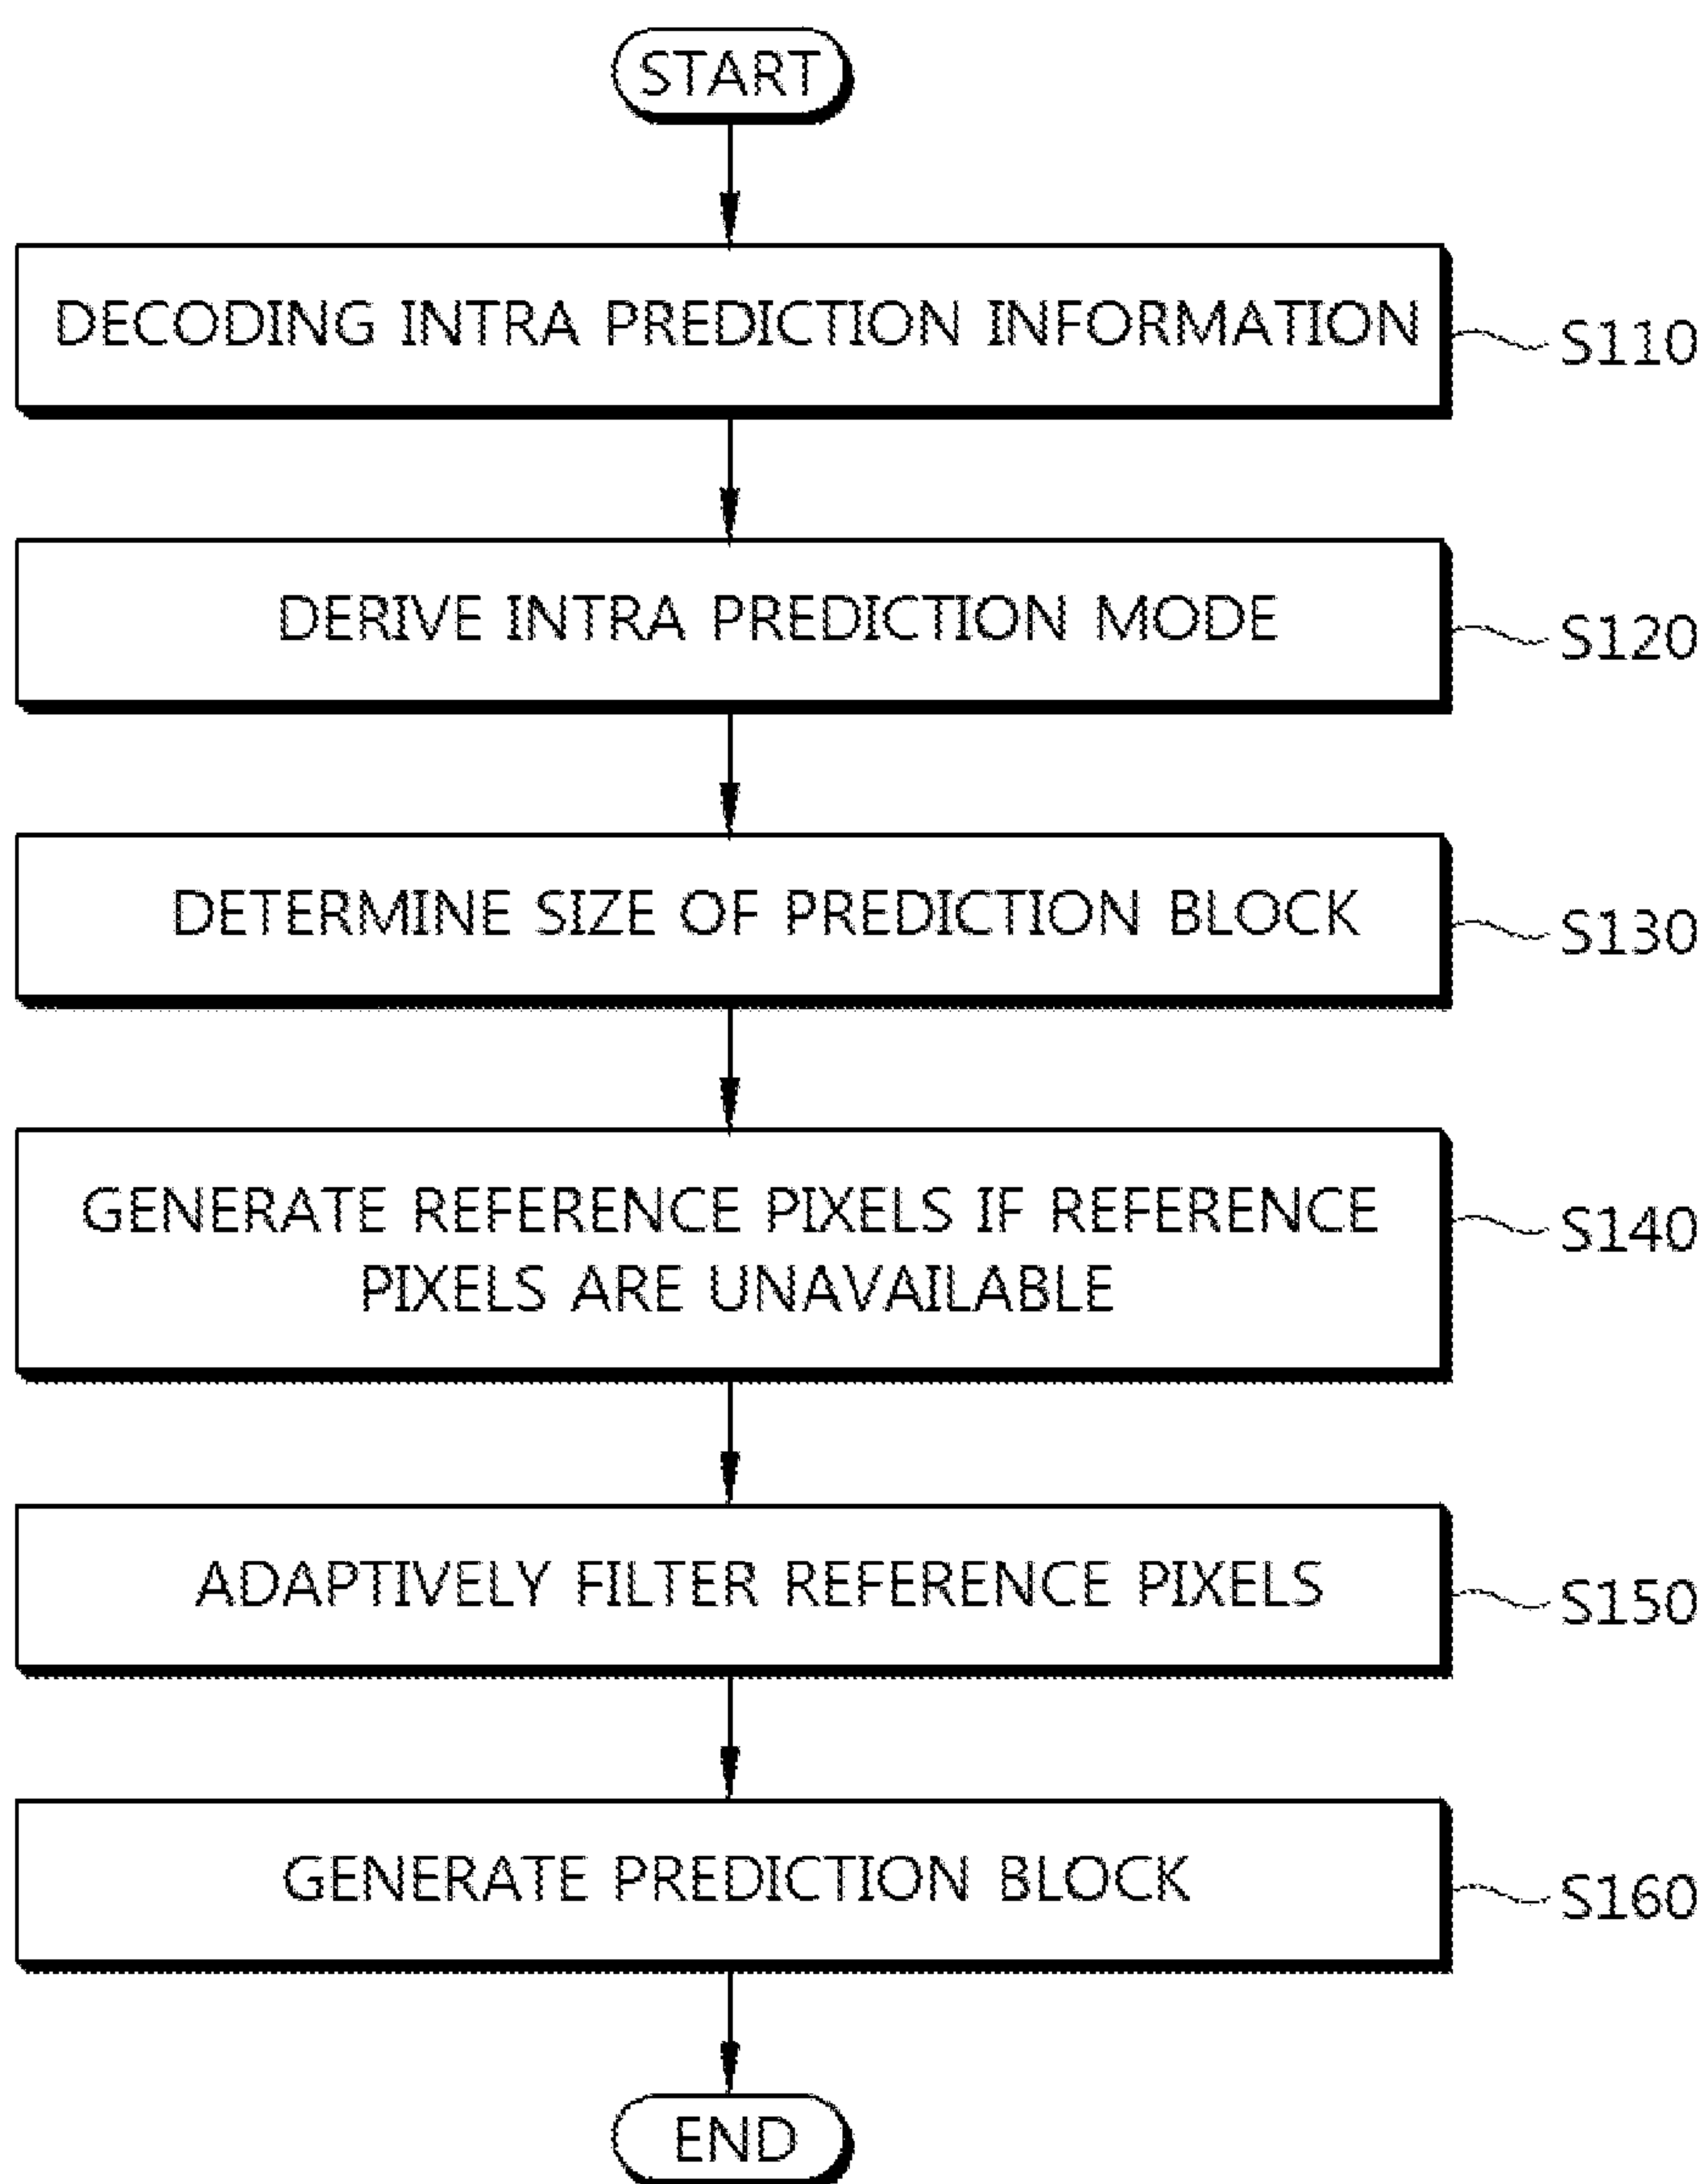 START
DECODING INTRA PREDICTION INFORMATION
S110
DERIVE INTRA PREDICTION MODE
S120
DETERMINE SIZE OF PREDICTION BLOCK
S130
GENERATE REFERENCE PIXELS IF REFERENCE
PIXELS ARE UNAVAILABLE
S140
ADAPTIVELY FILTER REFERENCE PIXELS
S150
GENERATE PREDICTION BLOCK
S160
END